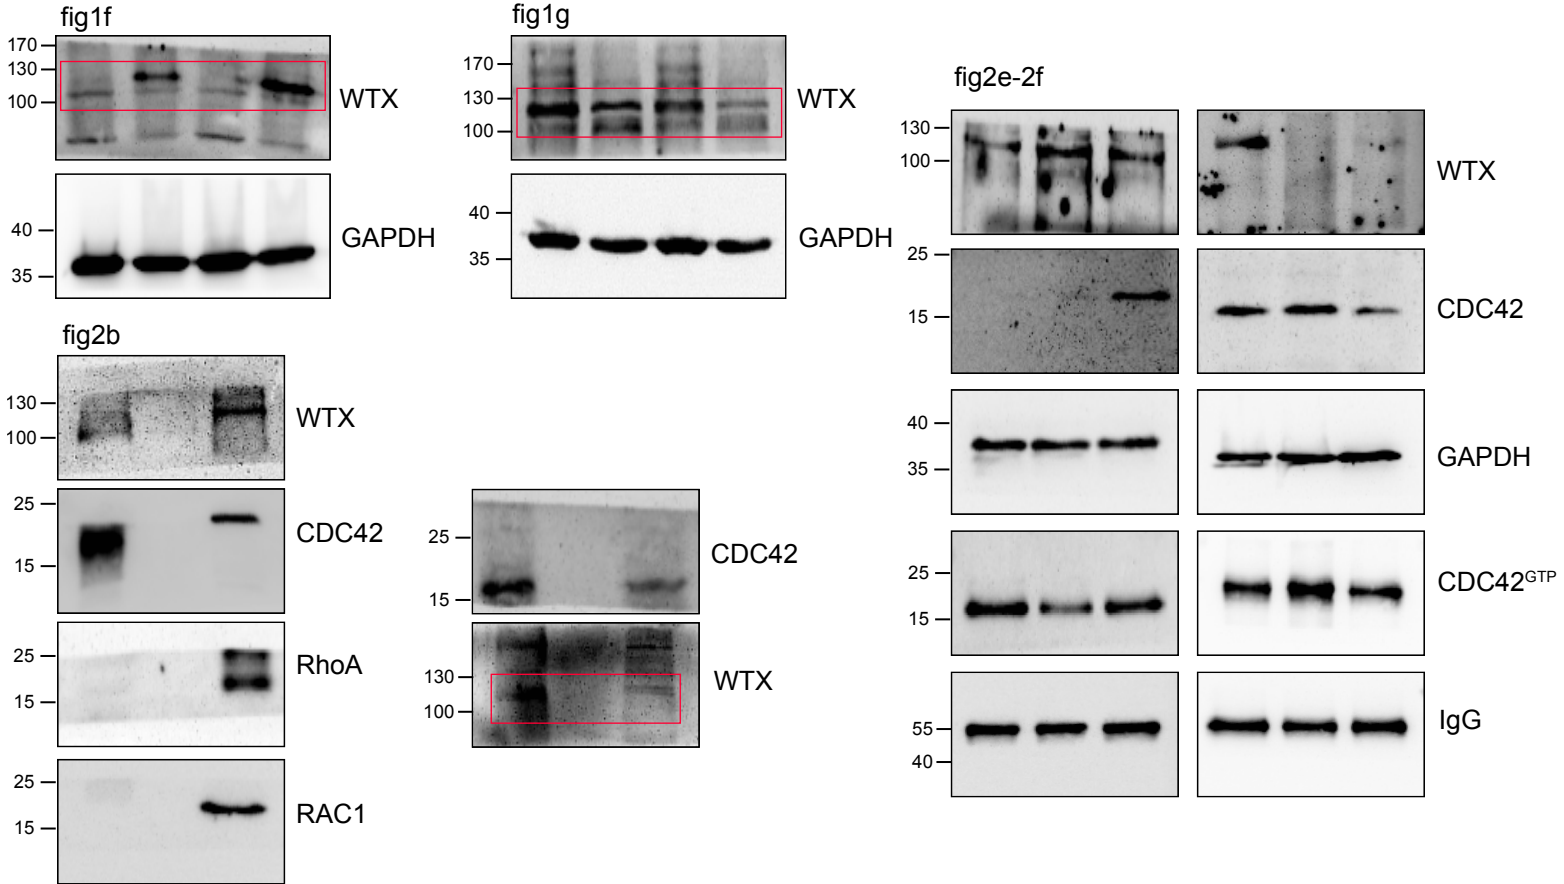 fig1f
170
130
100
WTX
40
35
GAPDH
fig1g
170
130
100
WTX
40
35
GAPDH
fig2b
130
100
WTX
25
15
CDC42
25
15
RhoA
25
15
RAC1
25
15
CDC42
130
100
WTX
fig2e-2f
130
100
WTX
25
15
CDC42
40
35
GAPDH
25
15
CDC42GTP
55
40
IgG